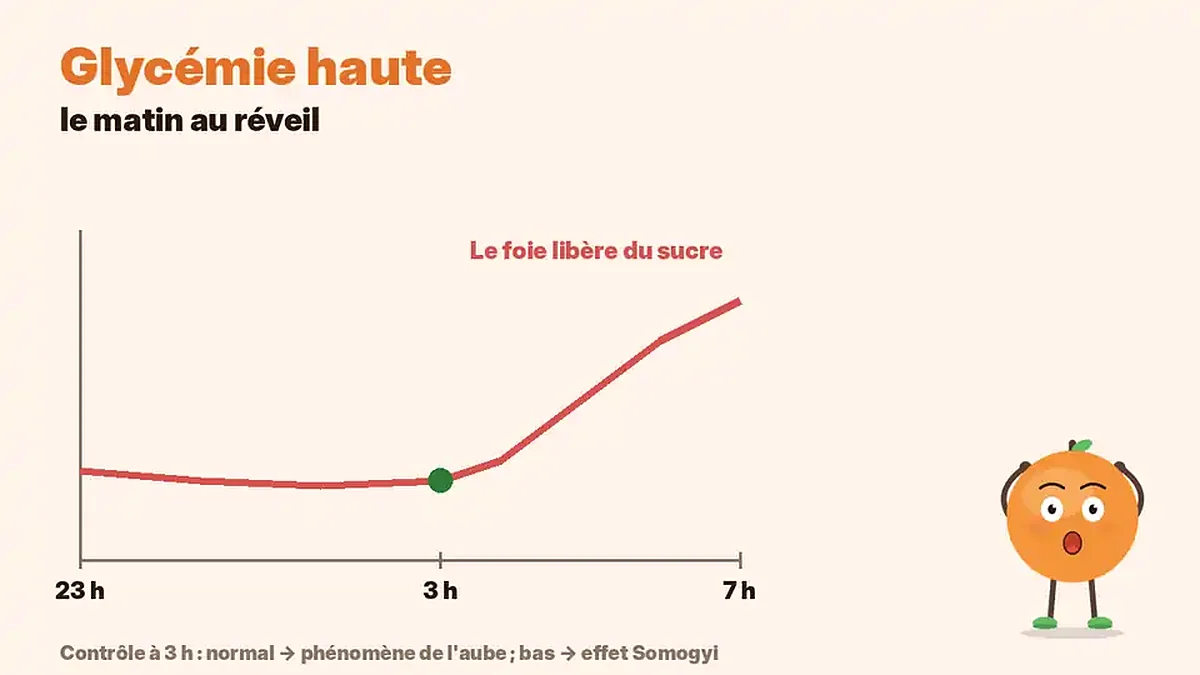 Glycémie haute
le matin au réveil
Le foie libère du sucre
23 h
3 h
7 h
Contrôle à 3 h : normal → phénomène de l'aube ; bas → effet Somogyi